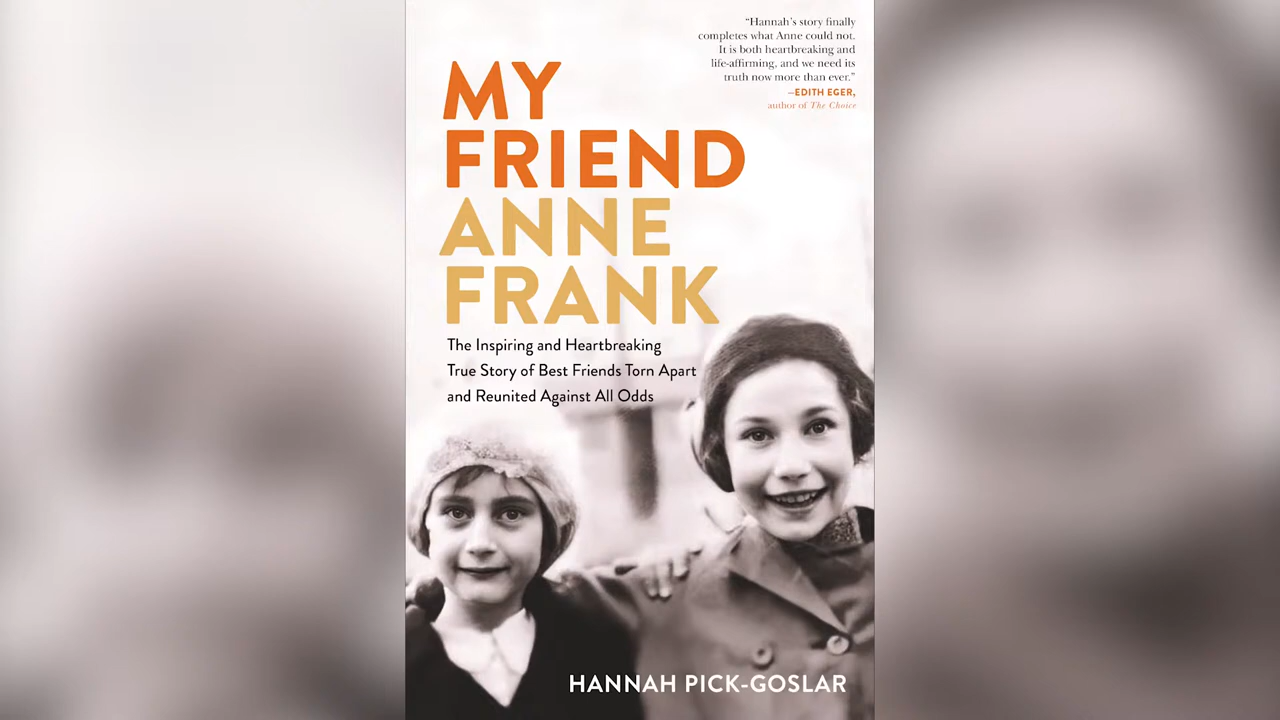 “Hannah’s story finally
completes what Anne could not.
It is both heartbreaking and
life-affirming, and we need its
truth now more than ever.”
—EDITH EGER,
author of The Choice
MY
FRIEND
ANNE
FRANK
The Inspiring and Heartbreaking
True Story of Best Friends Torn Apart
and Reunited Against All Odds
HANNAH PICK-GOSLAR